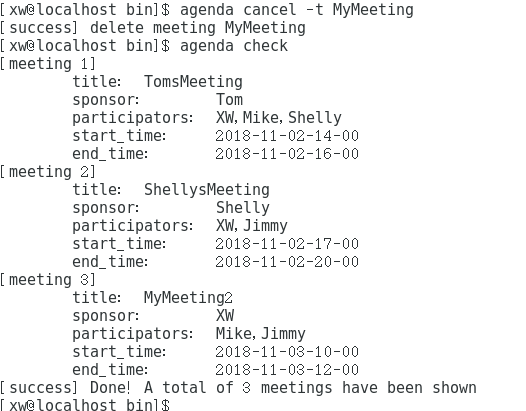 [xw@localhost bin]$ agenda cancel -t MyMeeting
[success] delete meeting MyMeeting
[xw@localhost bin]$ agenda check
[meeting 1]
title: TomsMeeting
sponsor: Tom
participators: XW,Mike,Shelly
start_time: 2018-11-02-14-00
end_time: 2018-11-02-16-00
[meeting 2]
title: ShellysMeeting
sponsor: Shelly
participators: XW,Jimmy
start_time: 2018-11-02-17-00
end_time: 2018-11-02-20-00
[meeting 3]
title: MyMeeting2
sponsor: XW
participators: Mike,Jimmy
start_time: 2018-11-03-10-00
end_time: 2018-11-03-12-00
[success] Done! A total of 3 meetings have been shown
[xw@localhost bin]$